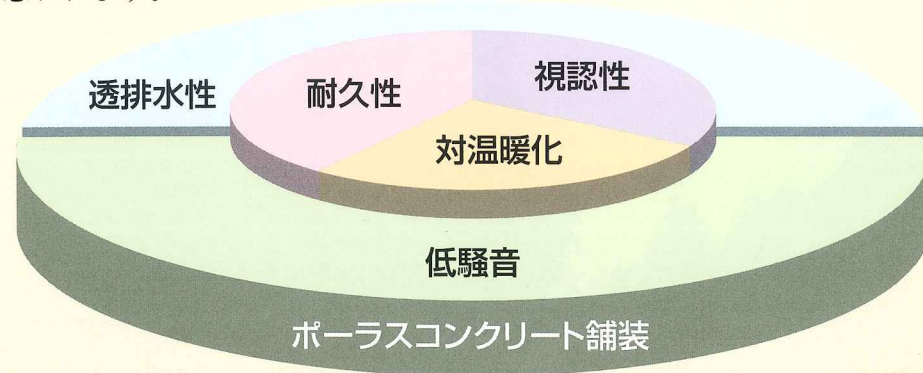 透排水性
耐久性
視認性
対温暖化
低騒音
ポーラスコンクリート舗装